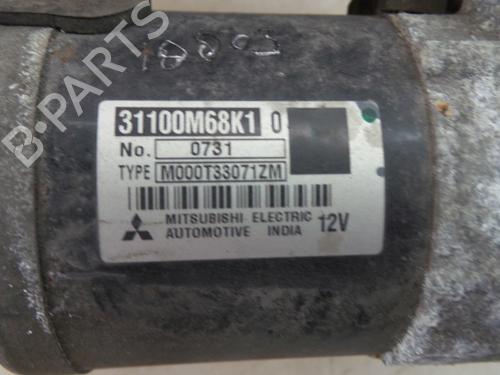 31100M68K1 0
No. 0731
TYPE M000T33071ZM
MITSUBISHI ELECTRIC
AUTOMOTIVE INDIA 12V
B-PARTS